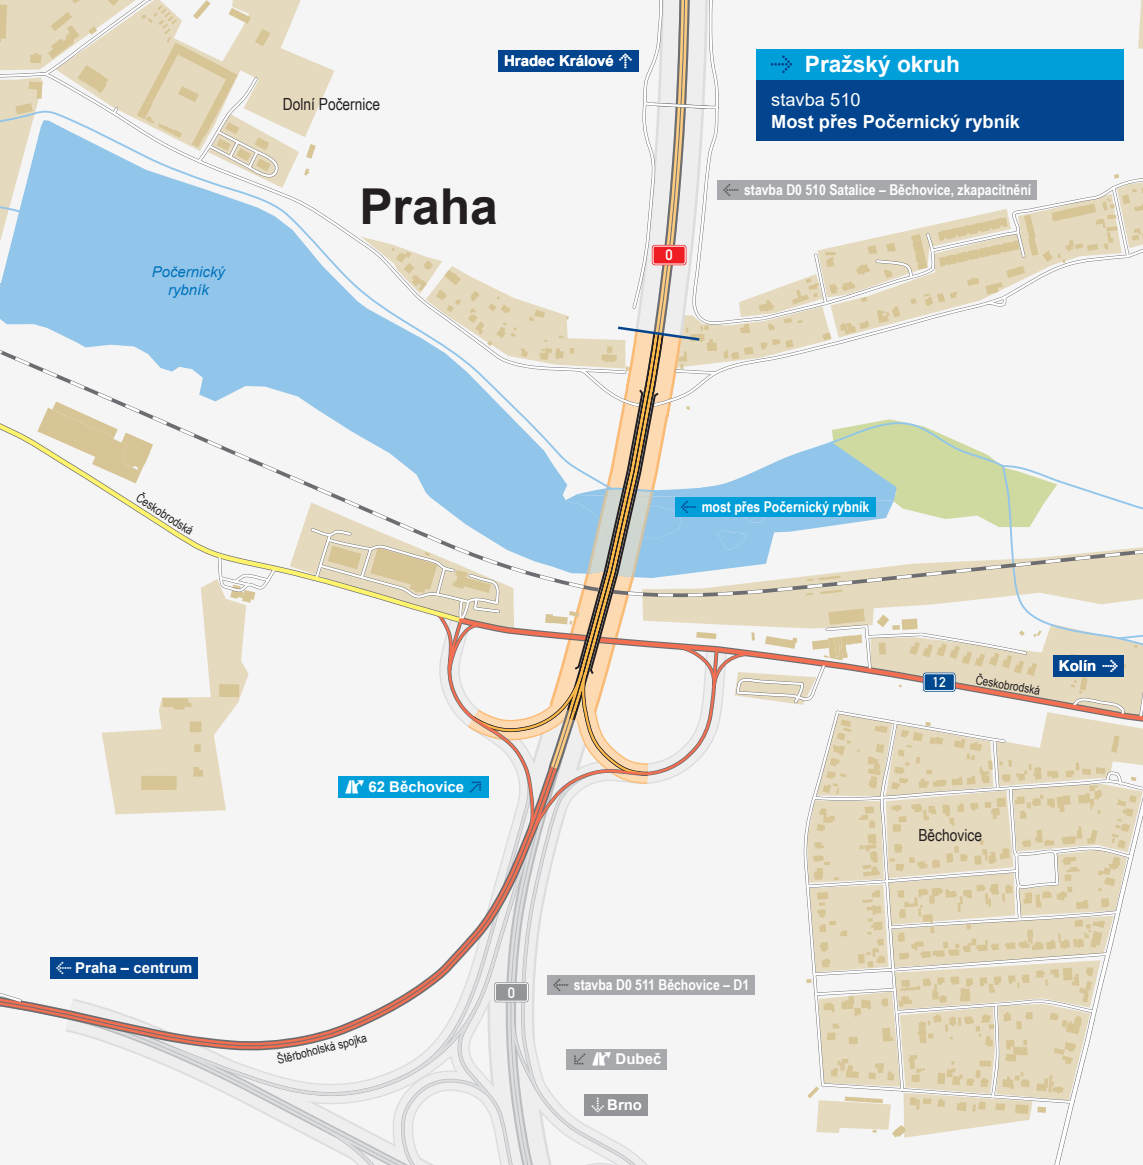 Hradec Králové
Pražský okruh
stavba 510
Most přes Počernický rybník
Dolní Počernice
Praha
stavba D0 510 Satalice – Běchovice, zkapacitnění
0
Počernický
rybník
most přes Počernický rybník
Českobrodská
Kolín
12
Českobrodská
62 Běchovice
Běchovice
Praha – centrum
stavba D0 511 Běchovice – D1
0
Štěrboholská spojka
Dubeč
Brno